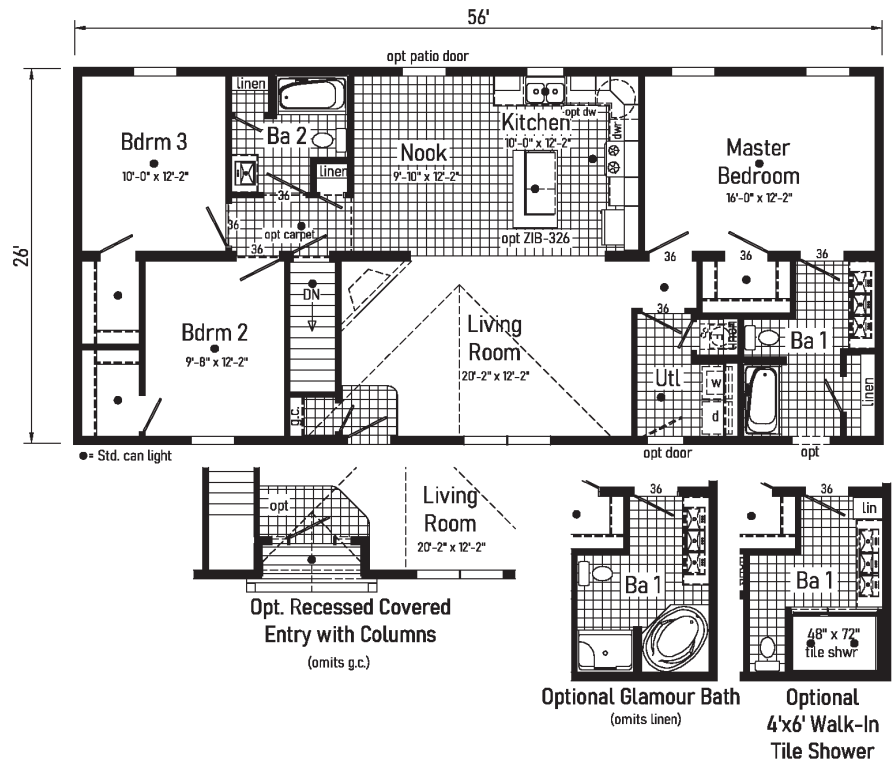 56'
26'
opt patio door
linen
Bdrm 3
10'-0" x 12'-2"
Ba 2
linen
36
36
opt carpet
36
Nook
9'-10" x 12'-2"
Kitchen
10'-0" x 12'-2"
opt dw
dwr
opt ZIB-326
Master
Bedroom
16'-0" x 12'-2"
36
36
36
36
DN
Bdrm 2
9'-8" x 12'-2"
g.c.
Living
Room
20'-2" x 12'-2"
Utl
w
d
Ba 1
linen
●= Std. can light
opt door
opt
opt
Living
Room
20'-2" x 12'-2"
Opt. Recessed Covered
Entry with Columns
(omits g.c.)
36
Ba 1
Optional Glamour Bath
(omits linen)
36
lin
Ba 1
48" x 72"
tile shwr
Optional
4'x6' Walk-In
Tile Shower